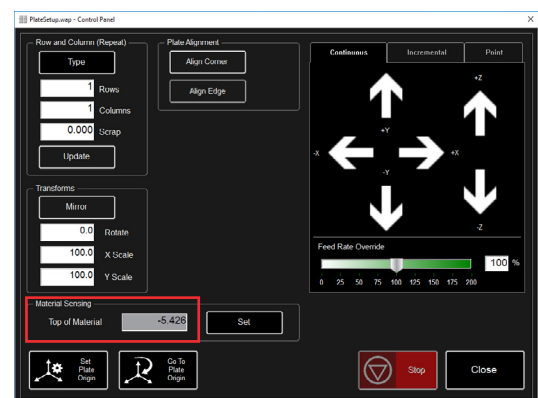 PlateSetup.wap - Control Panel
Row and Column (Repeat)
Type
1 Rows
1 Columns
0.000 Scrap
Update
Transforms
Mirror
0.0 Rotate
100.0 X Scale
100.0 Y Scale
Material Sensing
Top of Material -5.426 Set
Plate Alignment
Align Corner
Align Edge
Continuous Incremental Point
+Y
-X +X
-Y
+Z
-Z
Feed Rate Override
100 %
0 25 50 75 100 125 150 175 200
Set
Plate
Origin
Go To
Plate
Origin
Stop
Close